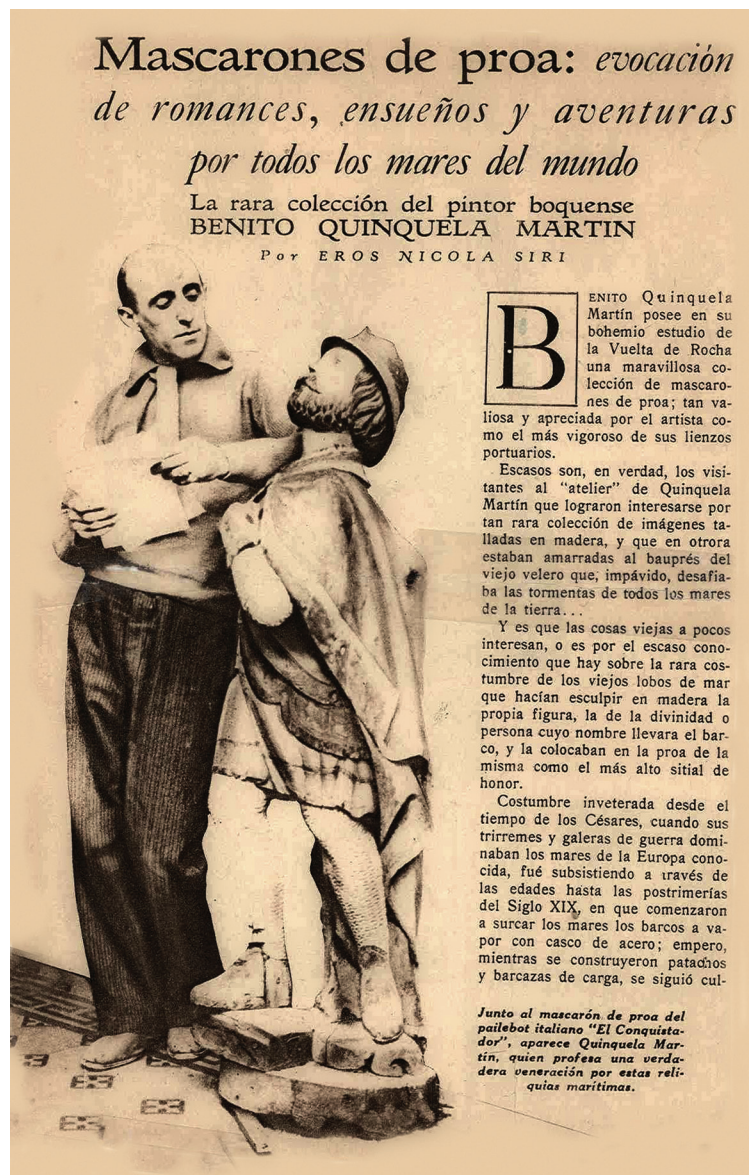 Mascarones de proa: evocación
de romances, ensueños y aventuras
por todos los mares del mundo
La rara colección del pintor boquense
BENITO QUINQUELA MARTIN
Por EROS NICOLA SIRI
BENITO Quinquela
Martín posee en su
bohemio estudio de
la Vuelta de Rocha
una maravillosa co-
lección de mascaro-
nes de proa; tan va-
liosa y apreciada por el artista co-
mo el más vigoroso de sus lienzos
portuarios.
Escasos son, en verdad, los visi-
tantes al "atelier" de Quinquela
Martín que lograron interesarse por
tan rara colección de imágenes ta-
lladas en madera, y que en otrora
estaban amarradas al bauprés del
viejo velero que, impávido, desafia-
ba las tormentas de todos los mares
de la tierra...
Y es que las cosas viejas a pocos
interesan, o es por el escaso cono-
cimiento que hay sobre la rara cos-
tumbre de los viejos lobos de mar
que hacían esculpir en madera la
propia figura, la de la divinidad o
persona cuyo nombre llevara el bar-
co, y la colocaban en la proa de la
misma como el más alto sitial de
honor.
Costumbre inveterada desde el
tiempo de los Césares, cuando sus
trirremes y galeras de guerra domi-
naban los mares de la Europa cono-
cida, fué subsistiendo a través de
las edades hasta las postrimerías
del Siglo XIX, en que comenzaron
a surcar los mares los barcos a va-
por con casco de acero; empero,
mientras se construyeron patachos
y barcazas de carga, se siguió cul-
Junto al mascarón de proa del
pailebot italiano "El Conquista-
dor", aparece Quinquela Mar-
tín, quien profesa una verda-
dera veneración por estas reli-
quias marítimas.